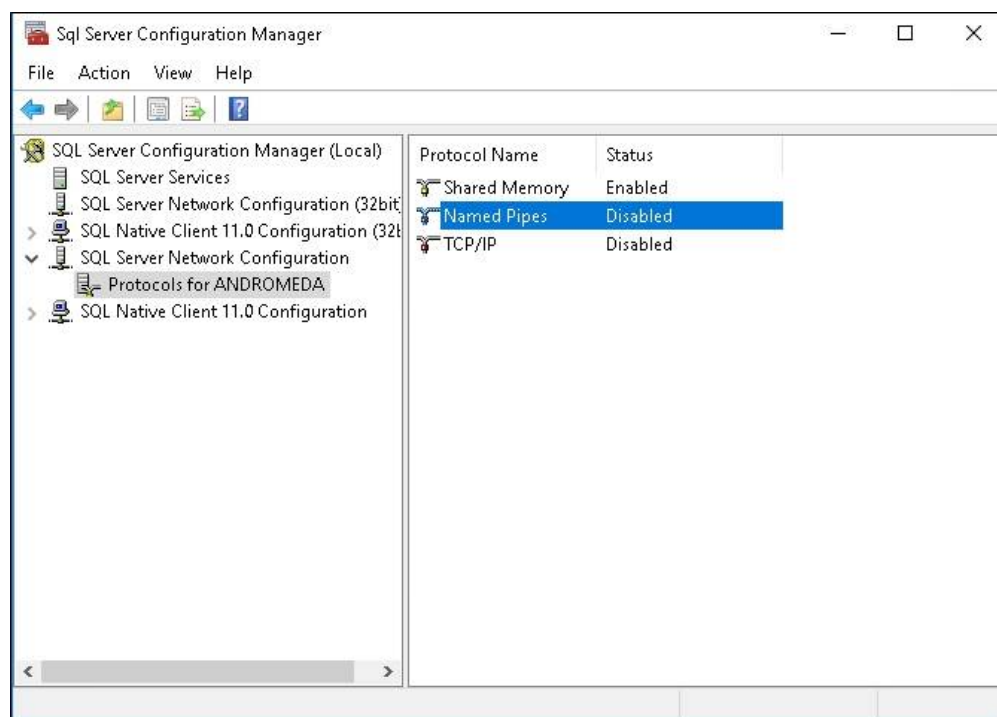 Sql Server Configuration Manager
File Action View Help
SQL Server Configuration Manager (Local)
SQL Server Services
SQL Server Network Configuration (32bit
SQL Native Client 11.0 Configuration (32b
SQL Server Network Configuration
Protocols for ANDROMEDA
SQL Native Client 11.0 Configuration
Protocol Name Status
Shared Memory Enabled
Named Pipes Disabled
TCP/IP Disabled